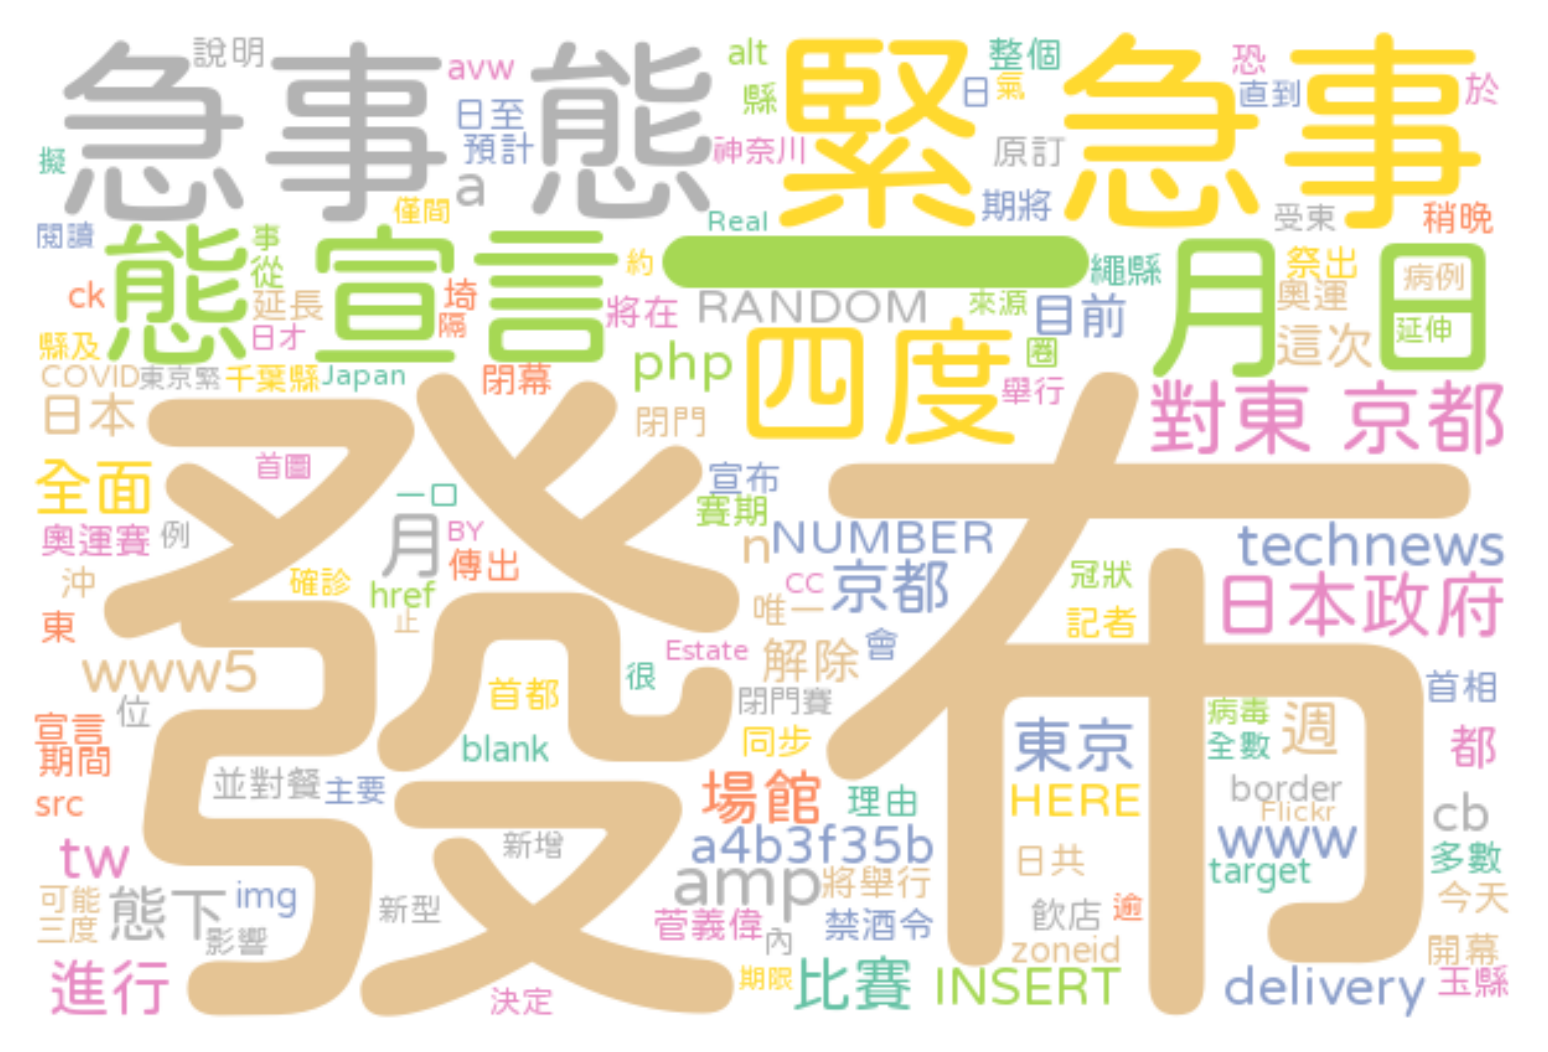 急事態 說明 avw 日至 預計 a alt 縣 緊急事 整個 日 氣 恐 直到 於
擬 僅間 神奈川 Real 原訂 期將 受東 稍晚
閱讀 態宣言 事 從 約 一 繩縣 月日 祭出 病例
ck 延長 埼 隔 將在 RANDOM 來源 目前 奧運 延伸
縣及 日才 php 四度 圈 這次
COVID 東京緊 千葉縣 Japan 閉幕 舉行
日本 閉門 對東 京都
發布
全面 首圖 一口 宣布 賽期
奧運賽 例 月 BY 傳出 n NUMBER technews
沖 確診 href CC 京都 冠狀 日本政府
東 止 唯一 記者
www5 Estate 解除 會
位 首都 很 閉門賽 首相
宣言 blank 同步 東京 病毒 週 都
期間 全數
src 並對餐 主要 場館 理由 HERE border cb
Flickr
tw 新增 a4b3f35b www 多數
可能 態下 img amp 將舉行 日共 target 今天
三度 影響 新型 菅義偉 內 禁酒令 飲店 逾
zoneid 開幕
進行 決定 期限 比賽 INSERT delivery 玉縣